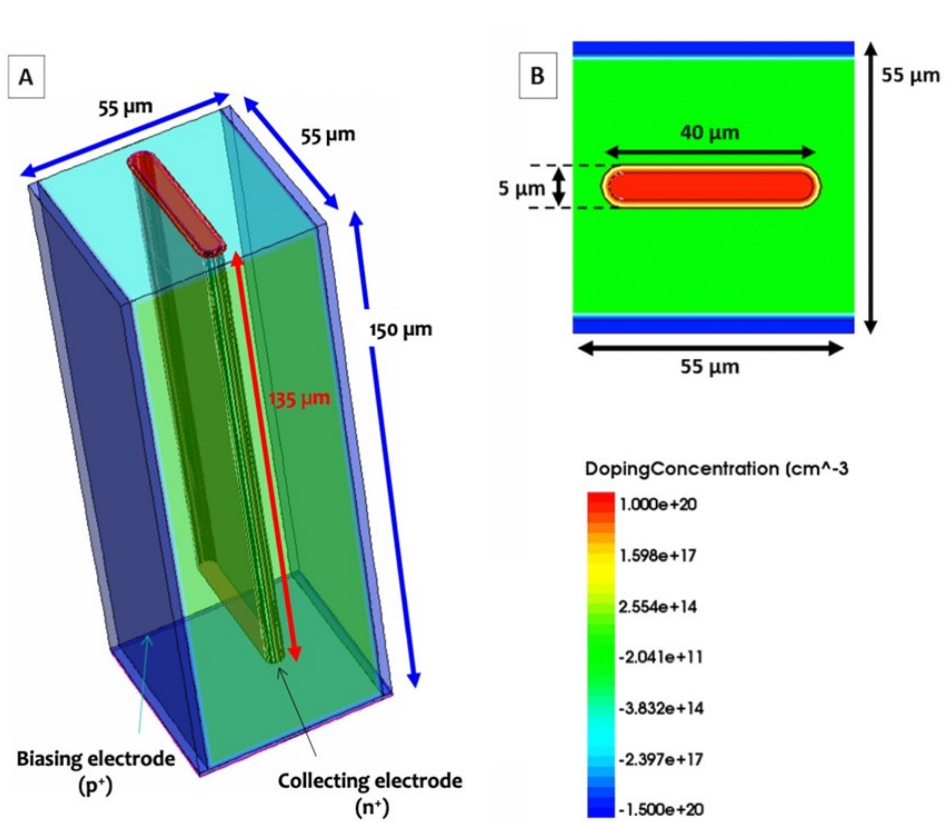 A
55 μm
55 μm
150 μm
135 μm
Biasing electrode
(p⁺)
Collecting electrode
(n⁺)
B
55 μm
40 μm
5 μm
55 μm
DopingConcentration (cm^-3
1.000e+20
1.598e+17
2.554e+14
-2.041e+11
-3.832e+14
-2.397e+17
-1.500e+20